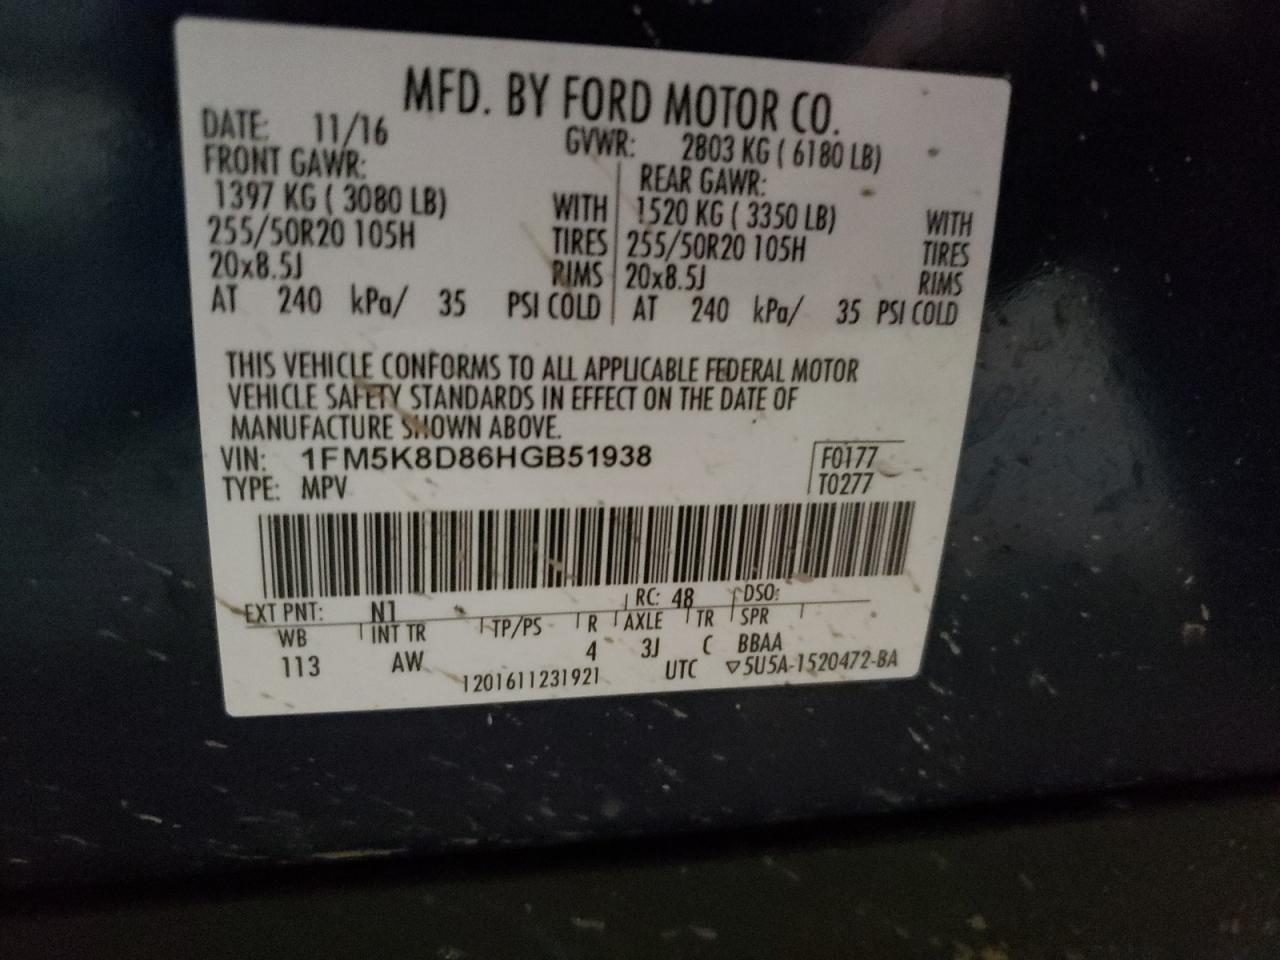 MFD. BY FORD MOTOR CO.
DATE: 11/16 GVWR: 2803 KG ( 6180 LB)
FRONT GAWR: REAR GAWR:
1397 KG ( 3080 LB) WITH 1520 KG ( 3350 LB) WITH
255/50R20 105H TIRES 255/50R20 105H TIRES
20x8.5J RIMS 20x8.5J RIMS
AT 240 kPa/ 35 PSI COLD AT 240 kPa/ 35 PSI COLD
THIS VEHICLE CONFORMS TO ALL APPLICABLE FEDERAL MOTOR
VEHICLE SAFETY STANDARDS IN EFFECT ON THE DATE OF
MANUFACTURE SHOWN ABOVE.
VIN: 1FM5K8D86HGB51938 F0177
TYPE: MPV T0277
EXT PNT: N1 RC: 48 DSO:
WB INT TR TP/PS R AXLE TR SPR
113 AW 4 3J C BBAA
1201611231921 UTC ▽5U5A-1520472-BA